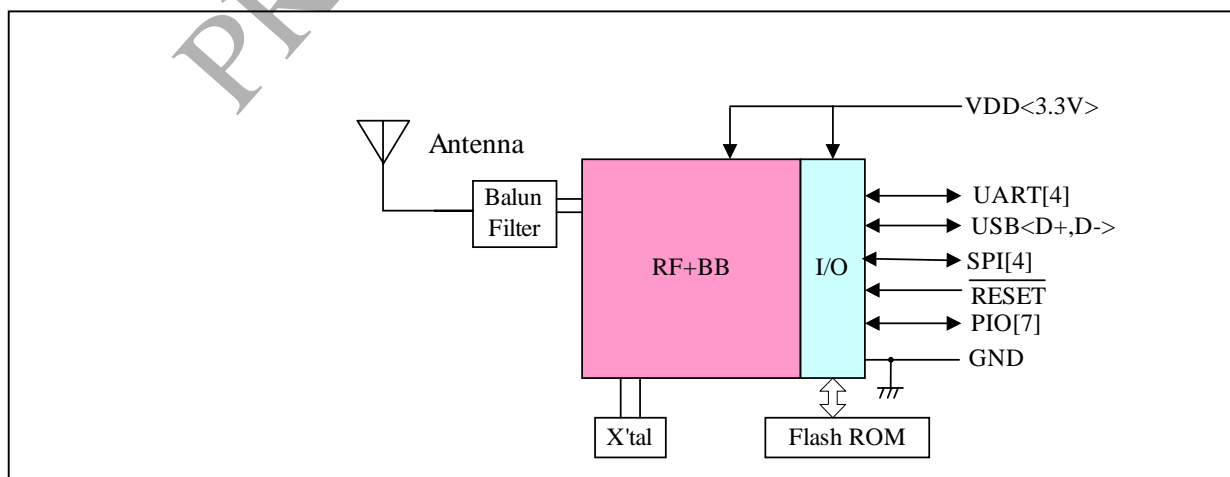 PR
VDD<3.3V>
Antenna
Balun
Filter
UART[4]
USB<D+,D->
RF+BB
I/O
SPI[4]
RESET
PIO[7]
GND
X'tal
Flash ROM